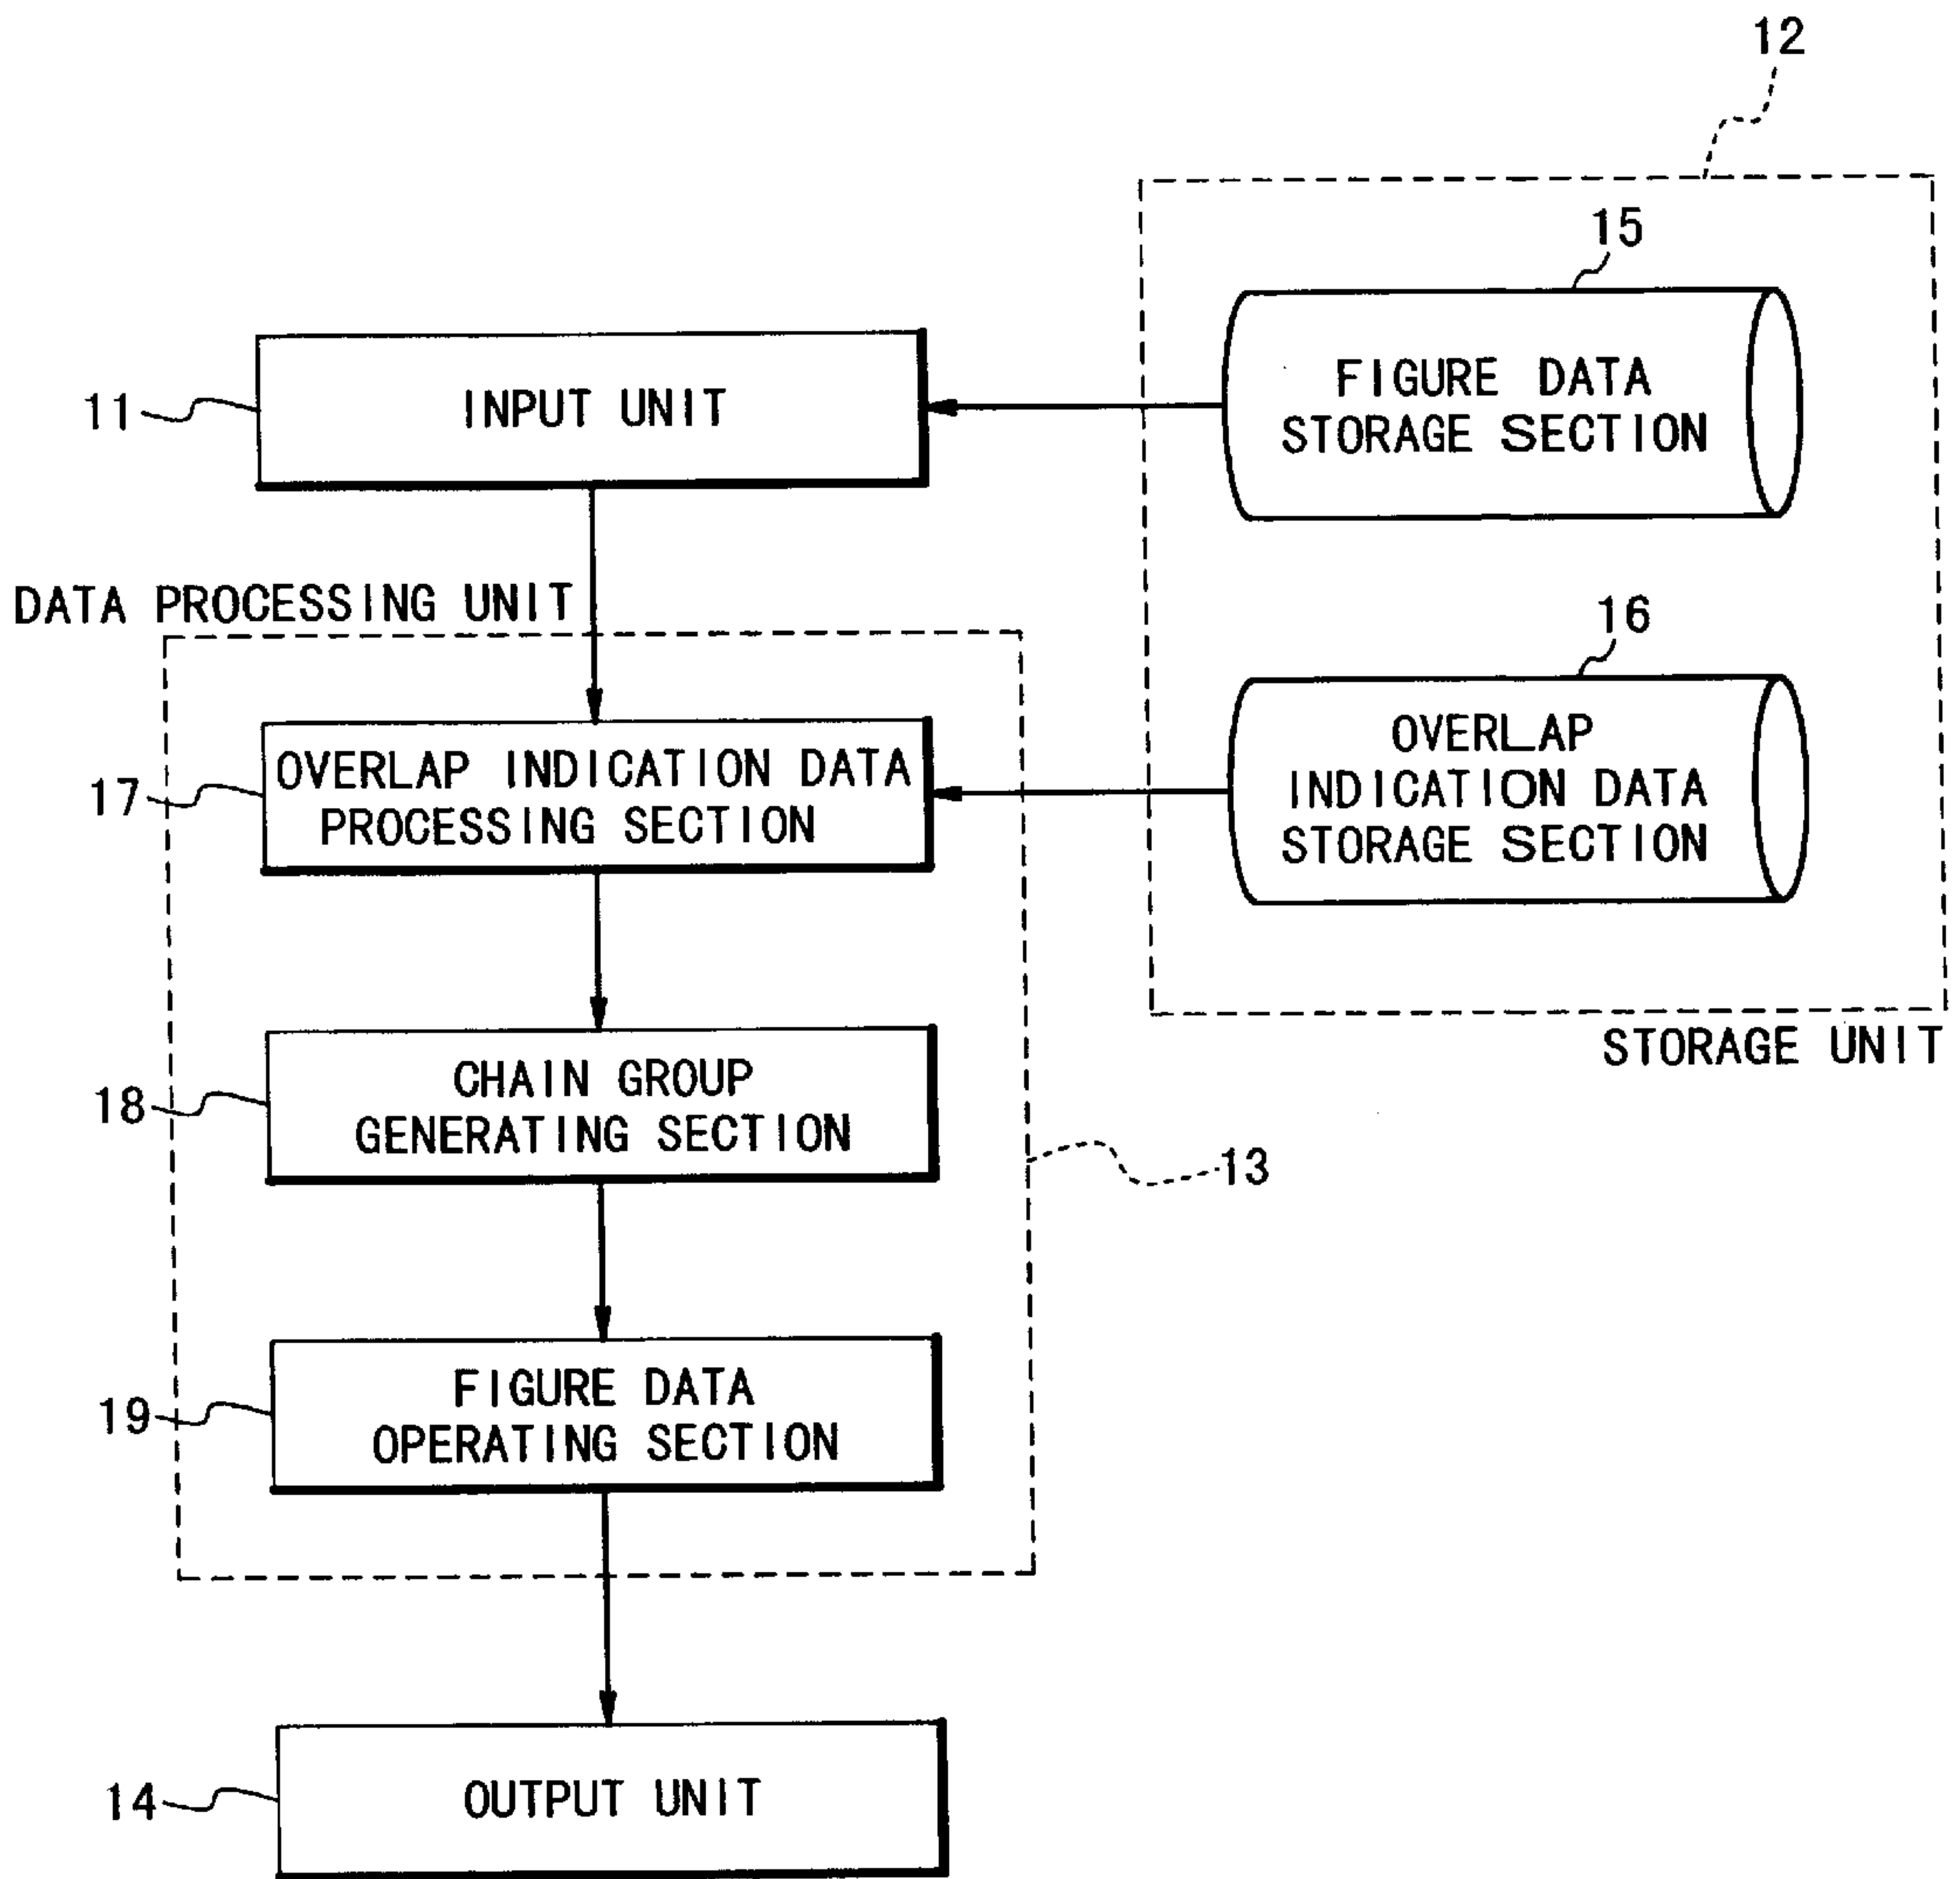 12
15
FIGURE DATA
STORAGE SECTION
11
INPUT UNIT
DATA PROCESSING UNIT
16
OVERLAP
INDICATION DATA
STORAGE SECTION
17
OVERLAP INDICATION DATA
PROCESSING SECTION
STORAGE UNIT
18
CHAIN GROUP
GENERATING SECTION
13
19
FIGURE DATA
OPERATING SECTION
14
OUTPUT UNIT